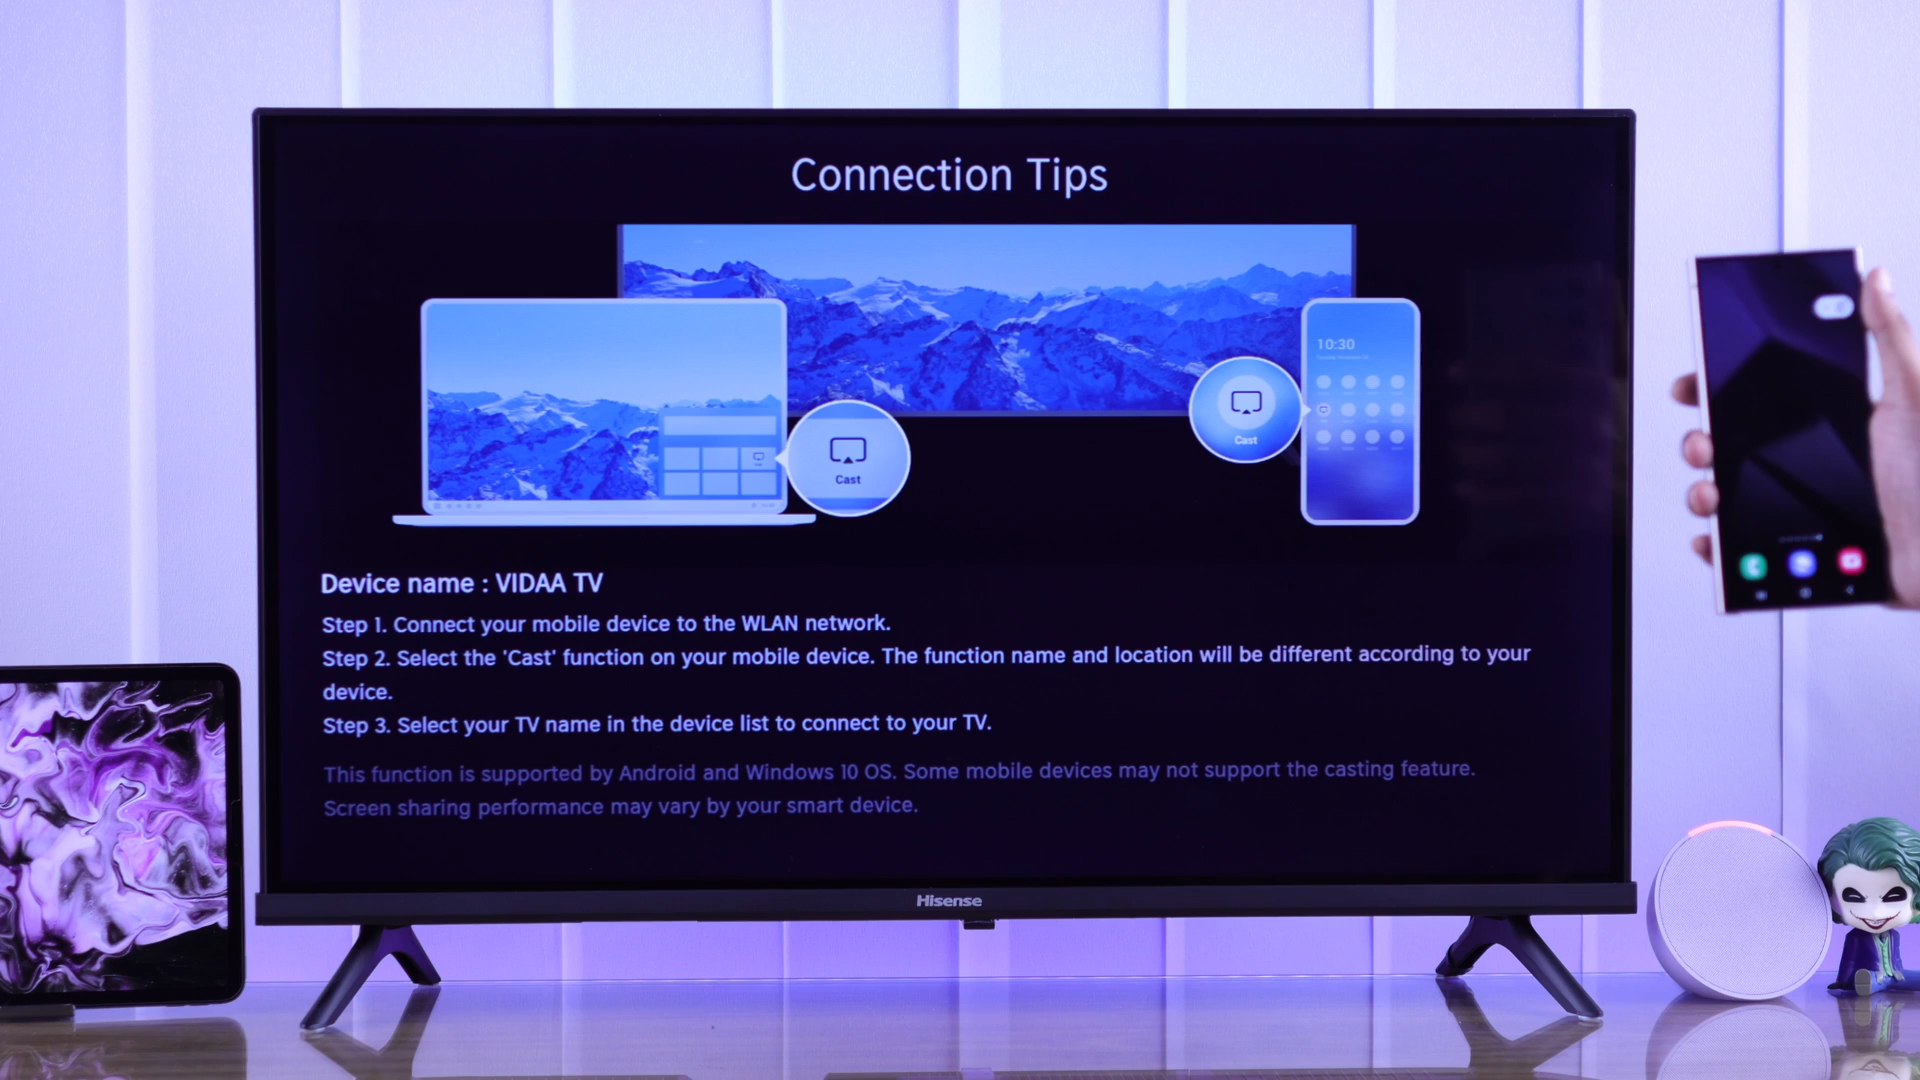 Connection Tips
10:30
Cast
Cast
Device name : VIDAA TV
Step 1. Connect your mobile device to the WLAN network.
Step 2. Select the 'Cast' function on your mobile device. The function name and location will be different according to your
device.
Step 3. Select your TV name in the device list to connect to your TV.
This function is supported by Android and Windows 10 OS. Some mobile devices may not support the casting feature.
Screen sharing performance may vary by your smart device.
Hisense